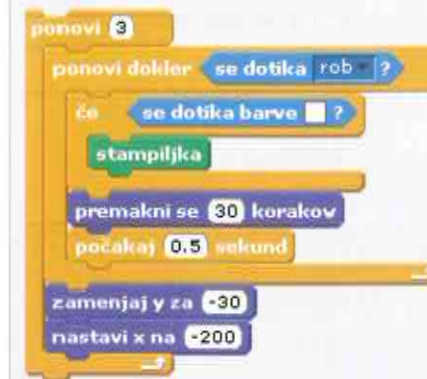 ponovi 3
ponovi dokler se dotika rob ?
če se dotika barve ?
stampiljka
premakni se 30 korakov
počakaj 0.5 sekund
zamenjaj y za -30
nastavi x na -200